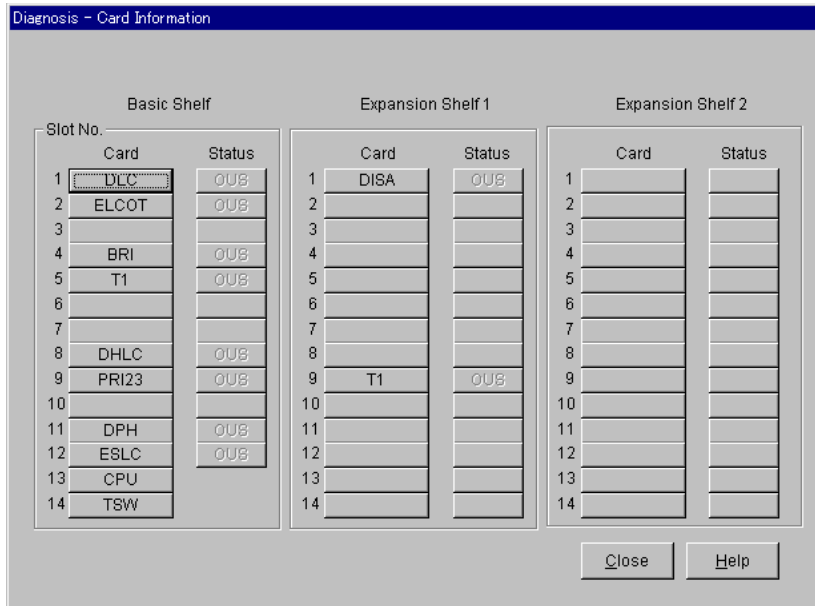 Diagnosis - Card Information
Basic Shelf Expansion Shelf 1 Expansion Shelf 2
Slot No.
Card Status Card Status Card Status
1 DLC OUS 1 DISA OUS 1
2 ELCOT OUS 2 2
3 3 3
4 BRI OUS 4 4
5 T1 OUS 5 5
6 6 6
7 7 7
8 DHLC OUS 8 8
9 PRI23 OUS 9 T1 OUS 9
10 10 10
11 DPH OUS 11 11
12 ESLC OUS 12 12
13 CPU 13 13
14 TSW 14 14
Close Help